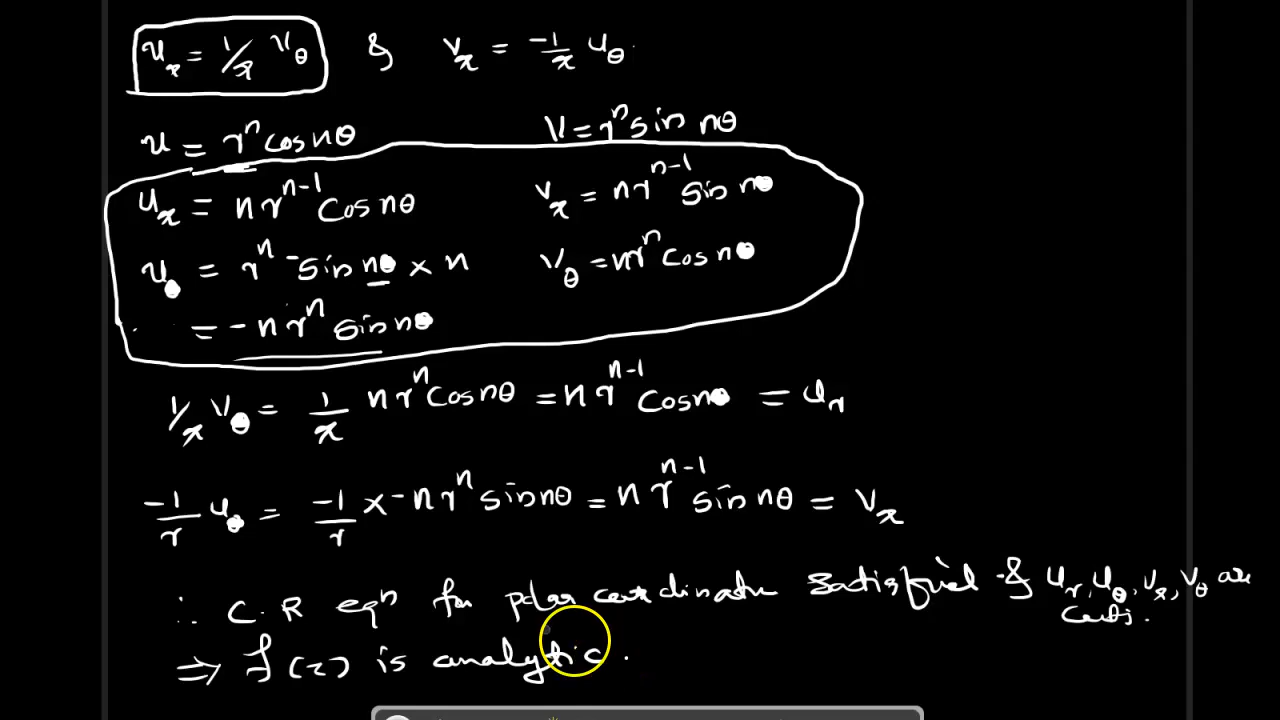 u_r = 1/r v_θ & v_r = -1/r u_θ
u = r^n cos nθ v = r^n sin nθ
u_r = n r^{n-1} cos nθ v_r = n r^{n-1} sin nθ
u_θ = r^n - sin nθ × n v_θ = n r^n cos nθ
= - n r^n sin nθ
1/r v_θ = 1/r n r^n cos nθ = n r^{n-1} cos nθ = u_r
-1/r u_θ = -1/r × - n r^n sin nθ = n r^{n-1} sin nθ = v_r
∴ C.R eqn for polar coordinate satisfied & u_r, u_θ, v_r, v_θ are
conts.
⇒ f(z) is analytic.